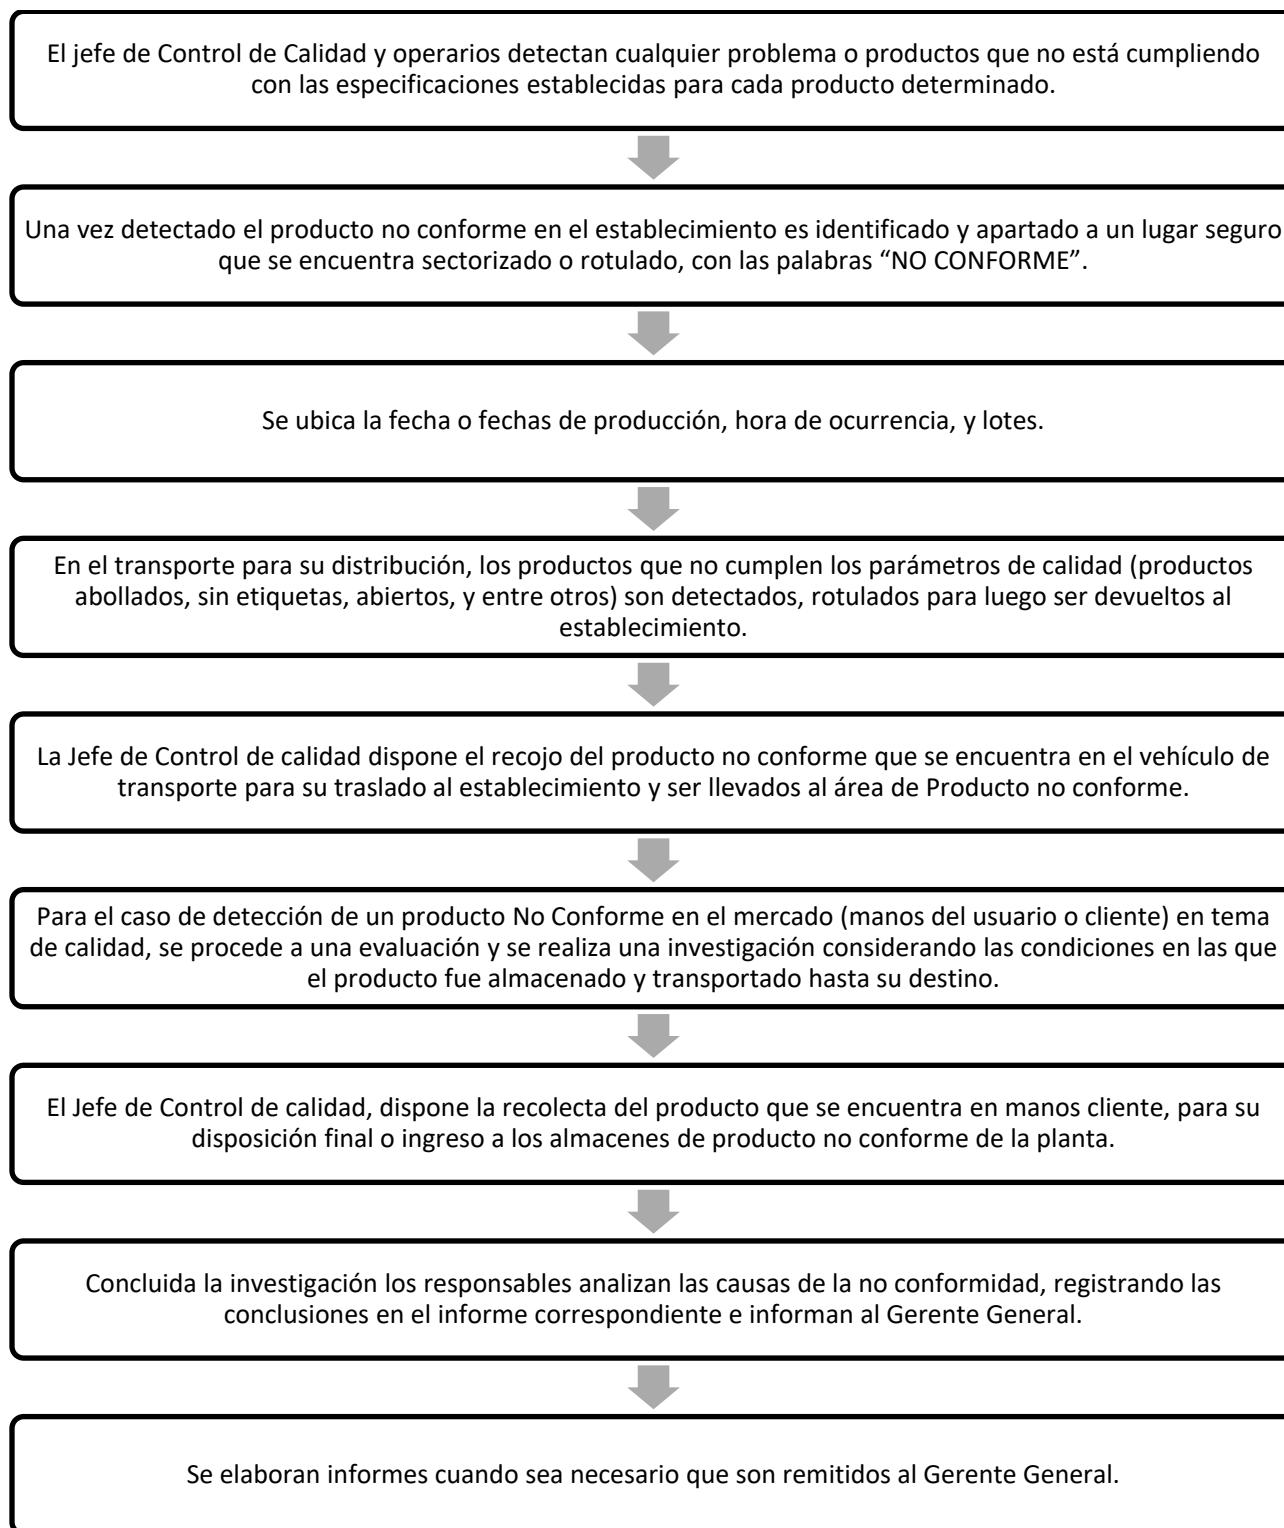 El jefe de Control de Calidad y operarios detectan cualquier problema o productos que no está cumpliendo
con las especificaciones establecidas para cada producto determinado.
Una vez detectado el producto no conforme en el establecimiento es identificado y apartado a un lugar seguro
que se encuentra sectorizado o rotulado, con las palabras “NO CONFORME”.
Se ubica la fecha o fechas de producción, hora de ocurrencia, y lotes.
En el transporte para su distribución, los productos que no cumplen los parámetros de calidad (productos
abollados, sin etiquetas, abiertos, y entre otros) son detectados, rotulados para luego ser devueltos al
establecimiento.
La Jefe de Control de calidad dispone el recojo del producto no conforme que se encuentra en el vehículo de
transporte para su traslado al establecimiento y ser llevados al área de Producto no conforme.
Para el caso de detección de un producto No Conforme en el mercado (manos del usuario o cliente) en tema
de calidad, se procede a una evaluación y se realiza una investigación considerando las condiciones en las que
el producto fue almacenado y transportado hasta su destino.
El Jefe de Control de calidad, dispone la recolecta del producto que se encuentra en manos cliente, para su
disposición final o ingreso a los almacenes de producto no conforme de la planta.
Concluida la investigación los responsables analizan las causas de la no conformidad, registrando las
conclusiones en el informe correspondiente e informan al Gerente General.
Se elaboran informes cuando sea necesario que son remitidos al Gerente General.